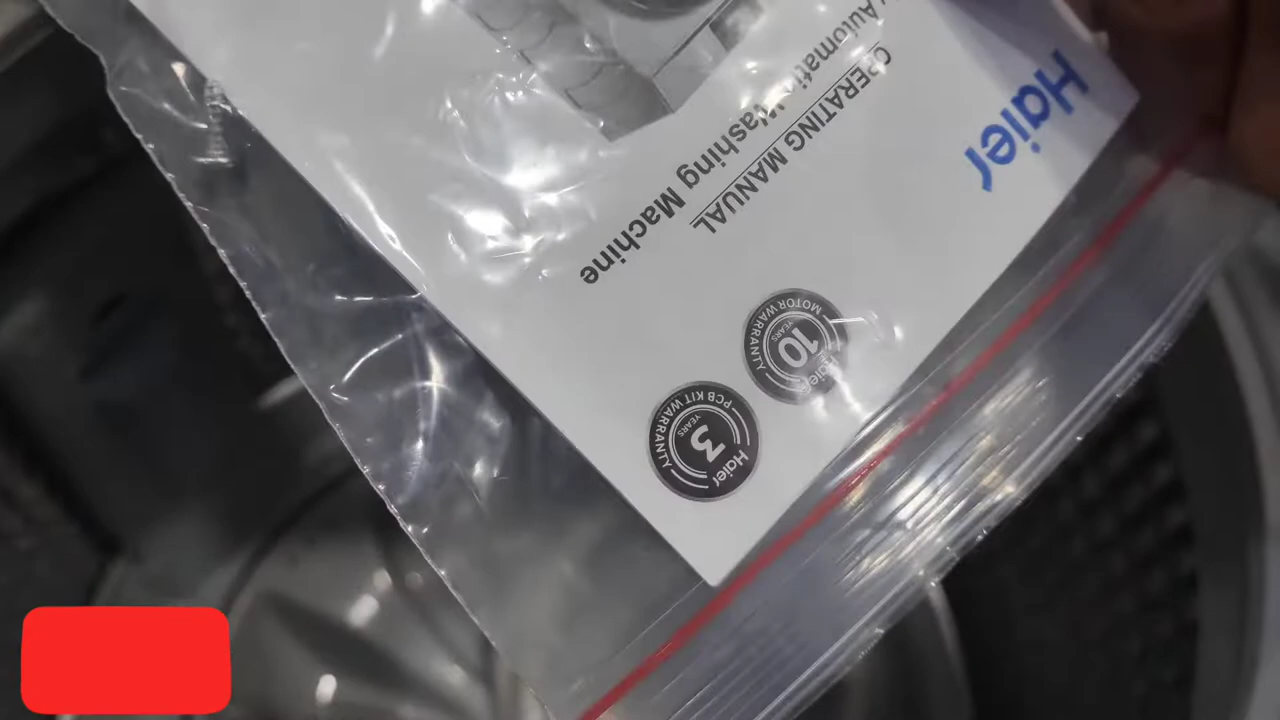 Haier
OPERATING MANUAL
Automatic Washing Machine
Haier
10
YEARS
MOTOR WARRANTY
Haier
3
YEARS
PCB KIT WARRANTY